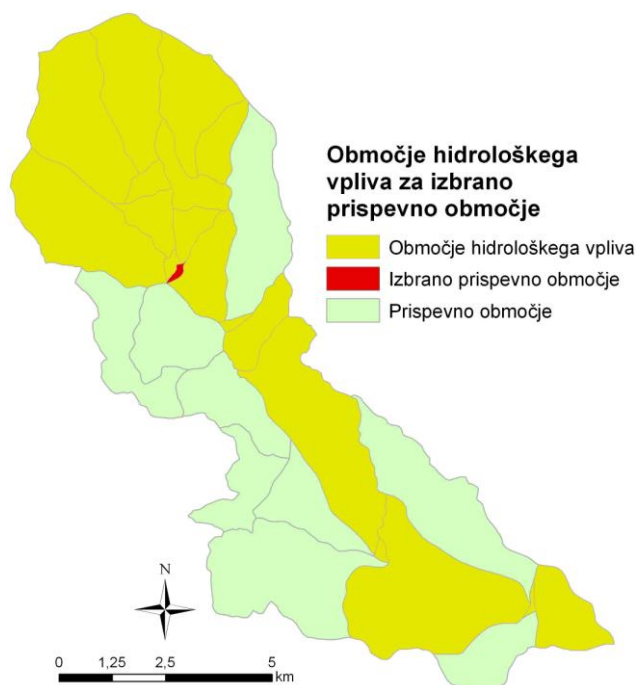 Območje hidrološkega
vpliva za izbrano
prispevno območje
Območje hidrološkega vpliva
Izbrano prispevno območje
Prispevno območje
N
0 1,25 2,5 5
km